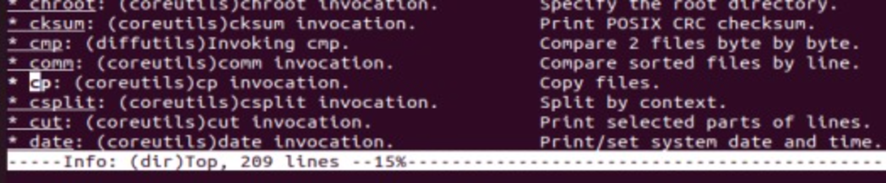 * chroot: (coreutils)chroot invocation.         Specify the root directory.
* cksum: (coreutils)cksum invocation.           Print POSIX CRC checksum.
* cmp: (diffutils)Invoking cmp.                 Compare 2 files byte by byte.
* comm: (coreutils)comm invocation.             Compare sorted files by line.
* cp: (coreutils)cp invocation.                 Copy files.
* csplit: (coreutils)csplit invocation.         Split by context.
* cut: (coreutils)cut invocation.               Print selected parts of lines.
* date: (coreutils)date invocation.             Print/set system date and time.
-----Info: (dir)Top, 209 lines --15%-------------------------------------------